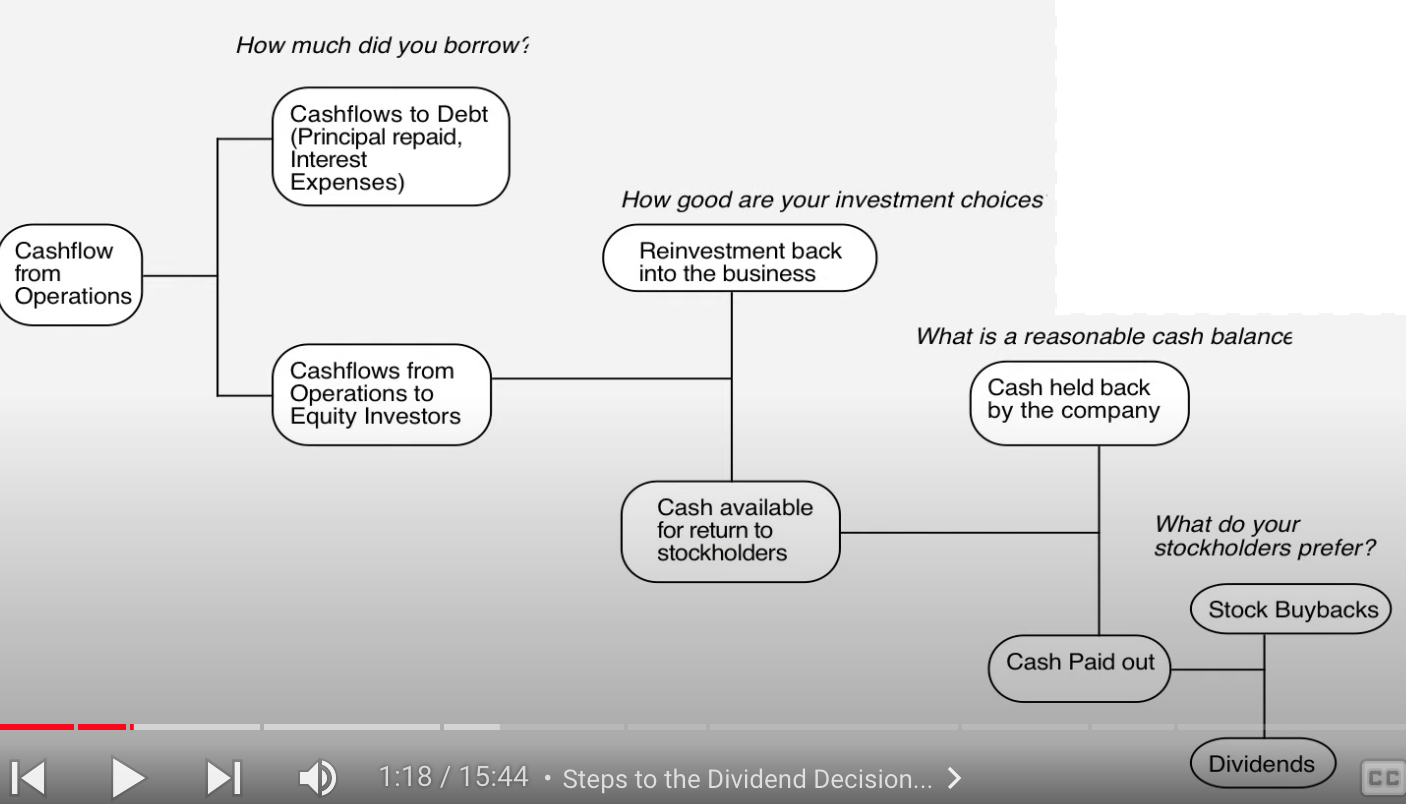 How much did you borrow?
Cashflows to Debt
(Principal repaid,
Interest
Expenses)
How good are your investment choices
Reinvestment back
into the business
Cashflow
from
Operations
What is a reasonable cash balance
Cashflows from
Operations to
Equity Investors
Cash held back
by the company
Cash available
for return to
stockholders
What do your
stockholders prefer?
Stock Buybacks
Cash Paid out
Dividends
1:18 / 15:44 • Steps to the Dividend Decision...
CC